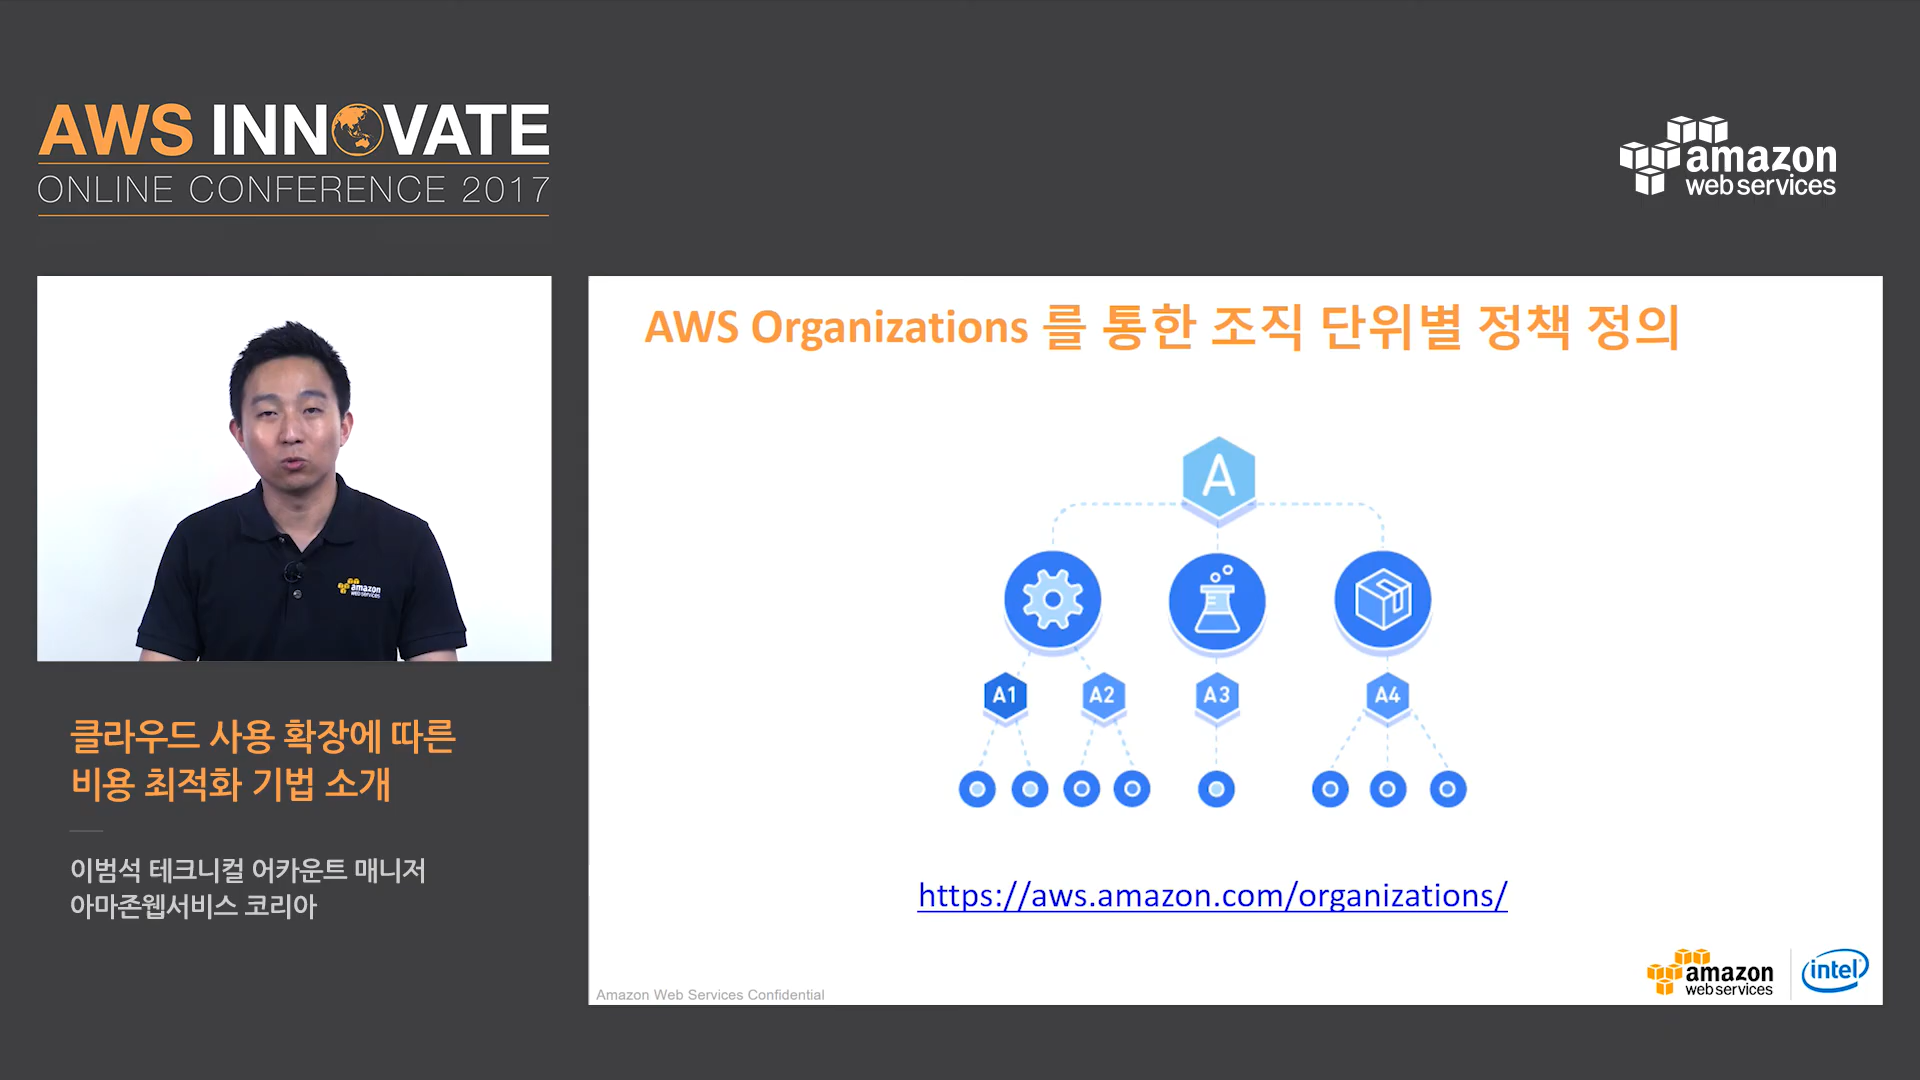 AWS INNOVATE
ONLINE CONFERENCE 2017
amazon
web services
AWS Organizations 를 통한 조직 단위별 정책 정의
A
A1
A2
A3
A4
https://aws.amazon.com/organizations/
amazon
web services
클라우드 사용 확장에 따른
비용 최적화 기법 소개
이범석 테크니컬 어카운트 매니저
아마존웹서비스 코리아
Amazon Web Services Confidential
amazon
web services
intel